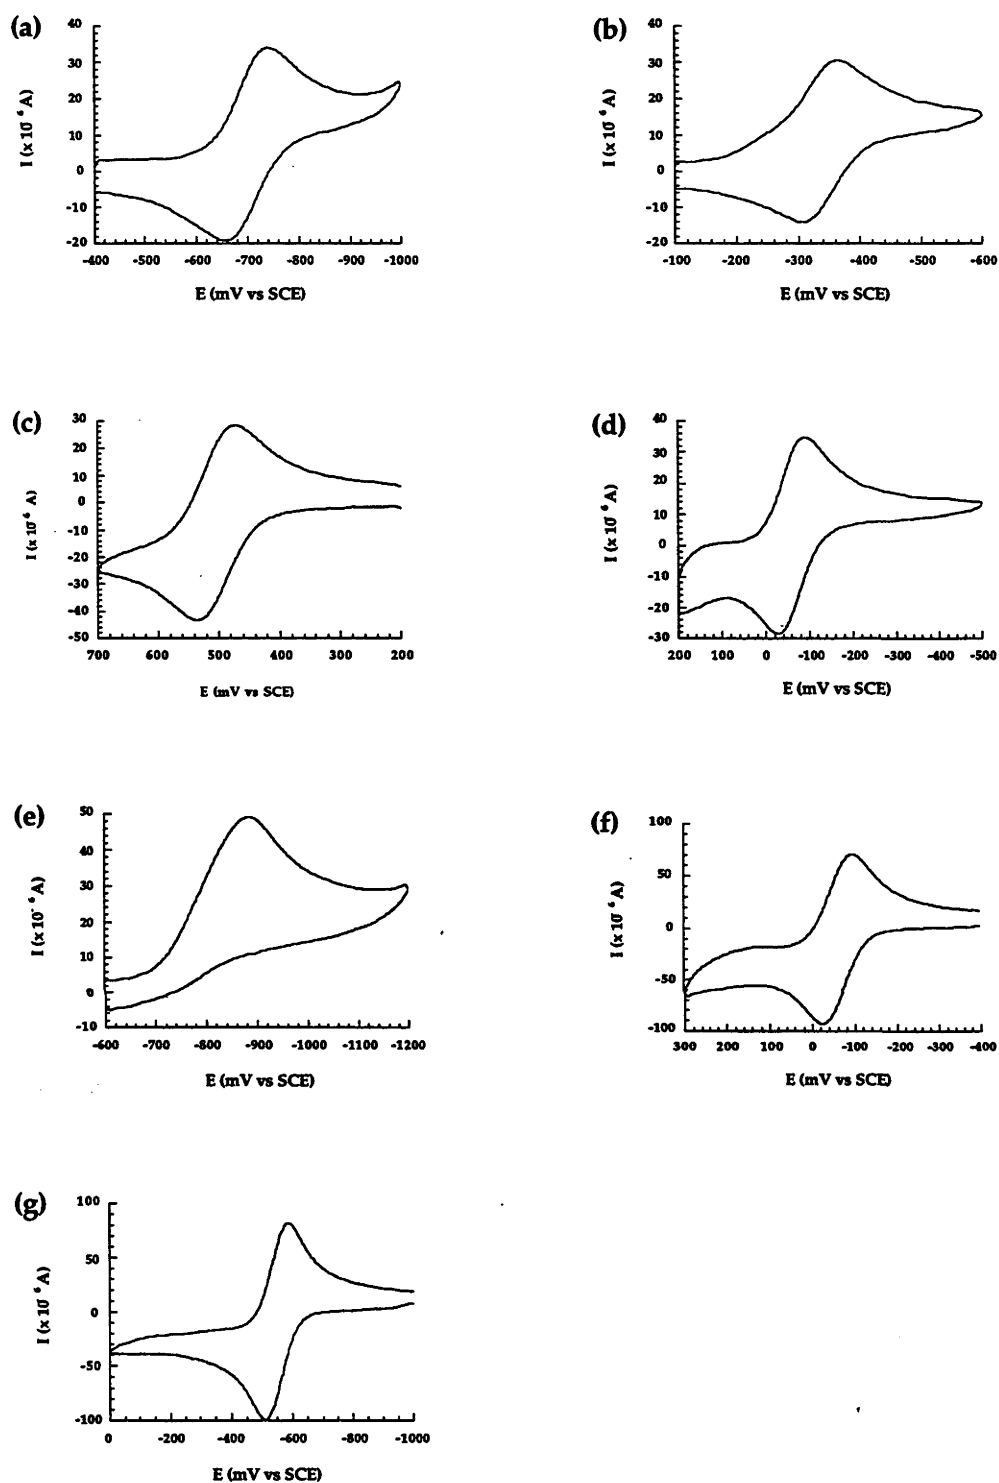 (a)
40
30
20
10
0
-10
-20
I (x 10⁻⁶ A)
-400 -500 -600 -700 -800 -900 -1000
E (mV vs SCE)
(b)
40
30
20
10
0
-10
-20
I (x 10⁻⁶ A)
-100 -200 -300 -400 -500 -600
E (mV vs SCE)
(c)
30
20
10
0
-10
-20
-30
-40
-50
I (x 10⁻⁶ A)
700 600 500 400 300 200
E (mV vs SCE)
(d)
40
30
20
10
0
-10
-20
-30
I (x 10⁻⁶ A)
200 100 0 -100 -200 -300 -400 -500
E (mV vs SCE)
(e)
50
40
30
20
10
0
-10
I (x 10⁻⁶ A)
-600 -700 -800 -900 -1000 -1100 -1200
E (mV vs SCE)
(f)
100
50
0
-50
-100
I (x 10⁻⁶ A)
300 200 100 0 -100 -200 -300 -400
E (mV vs SCE)
(g)
100
50
0
-50
-100
I (x 10⁻⁶ A)
0 -200 -400 -600 -800 -1000
E (mV vs SCE)